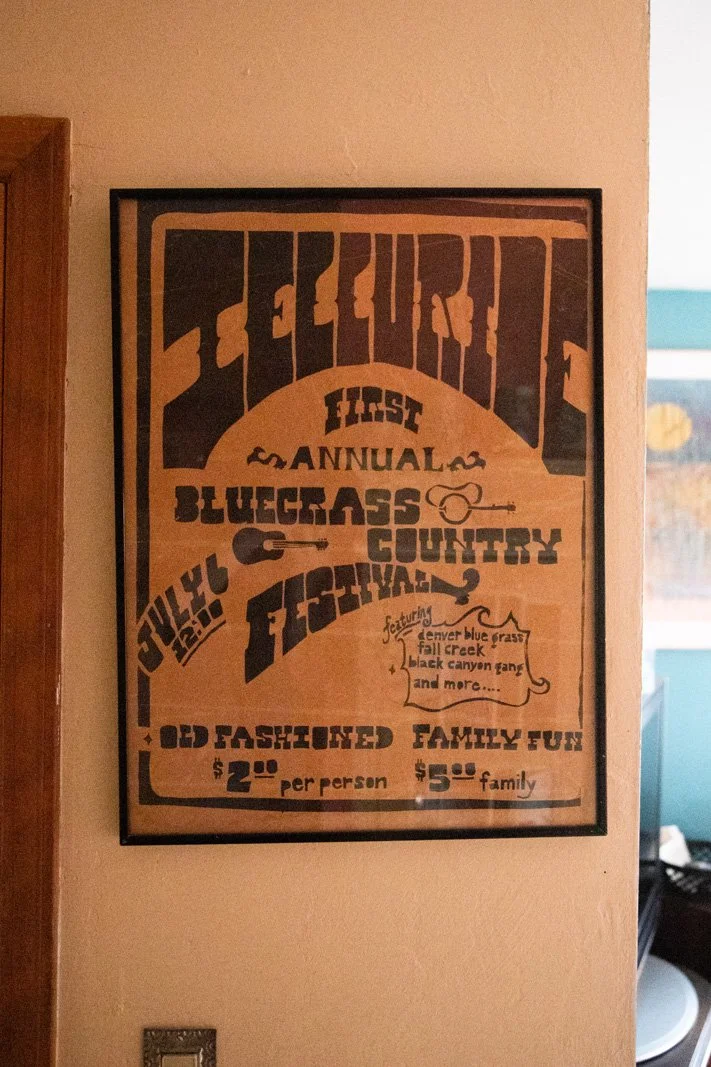 TELLURIDE
FIRST
ANNUAL
BLUEGRASS
COUNTRY
FESTIVAL
JULY 6
featuring
denver blue grass
fall creek
black canyon gang
and more....
OLD FASHIONED FAMILY FUN
$2.00 per person $5.00 family